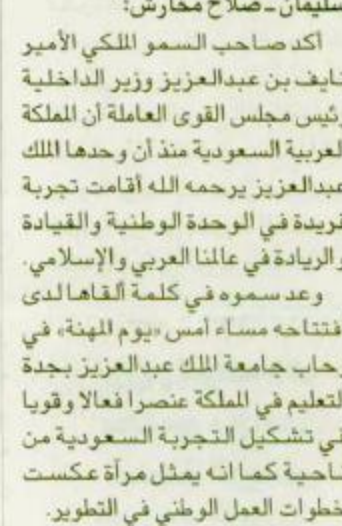 سليمان - صلاح مخارش:
أكد صاحب السمو الملكي الأمير
نايف بن عبدالعزيز وزير الداخلية
رئيس مجلس القوى العاملة أن المملكة
العربية السعودية منذ أن وحدها الملك
عبدالعزيز يرحمه الله أقامت تجربة
فريدة في الوحدة الوطنية والقيادة
والريادة في عالمنا العربي والإسلامي.
وعد سموه في كلمة ألقاها لدى
افتتاحه مساء أمس «يوم المهنة» في
رحاب جامعة الملك عبدالعزيز بجدة
التعليم في المملكة عنصرا فعالا وقويا
في تشكيل التجربة السعودية من
ناحية كما انه يمثل مرآة عكست
خطوات العمل الوطني في التطوير.